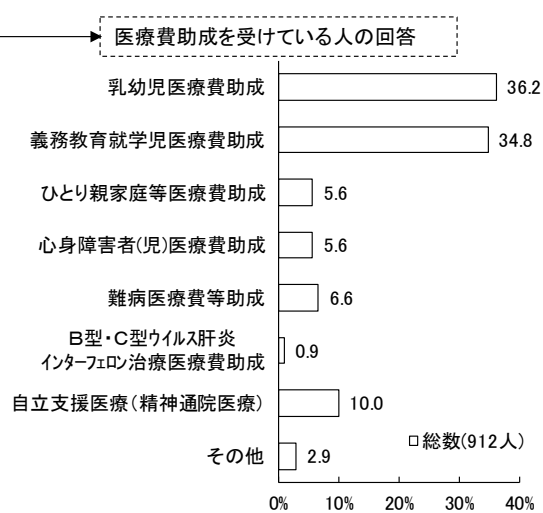 医療費助成を受けている人の回答
乳幼児医療費助成 36.2
義務教育就学児医療費助成 34.8
ひとり親家庭等医療費助成 5.6
心身障害者(児)医療費助成 5.6
難病医療費等助成 6.6
B型・C型ウイルス肝炎
インターフェロン治療医療費助成 0.9
自立支援医療(精神通院医療) 10.0
その他 2.9
総数(912人)
0% 10% 20% 30% 40%